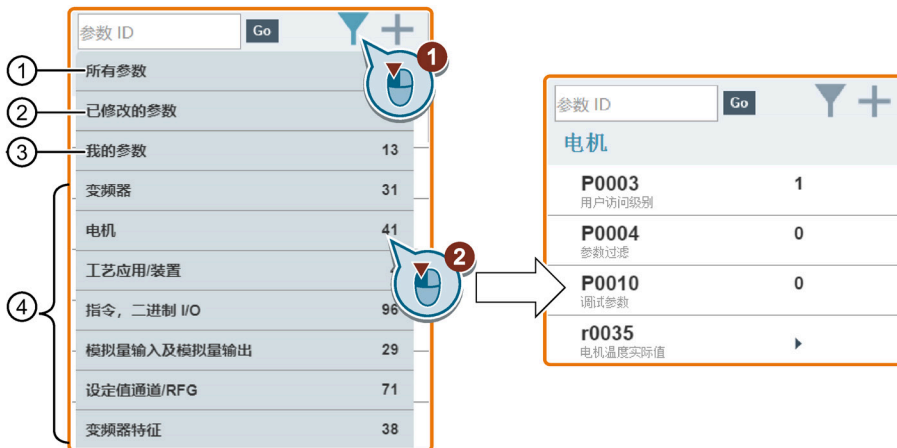 参数 ID Go
1
① 所有参数
② 已修改的参数
③ 我的参数 13
④
变频器 31
电机 41
2
工艺应用/装置
指令，二进制 I/O 96
模拟量输入及模拟量输出 29
设定值通道/RFG 71
变频器特征 38
参数 ID Go
电机
P0003 1
用户访问级别
P0004 0
参数过滤
P0010 0
调试参数
r0035
电机温度实际值